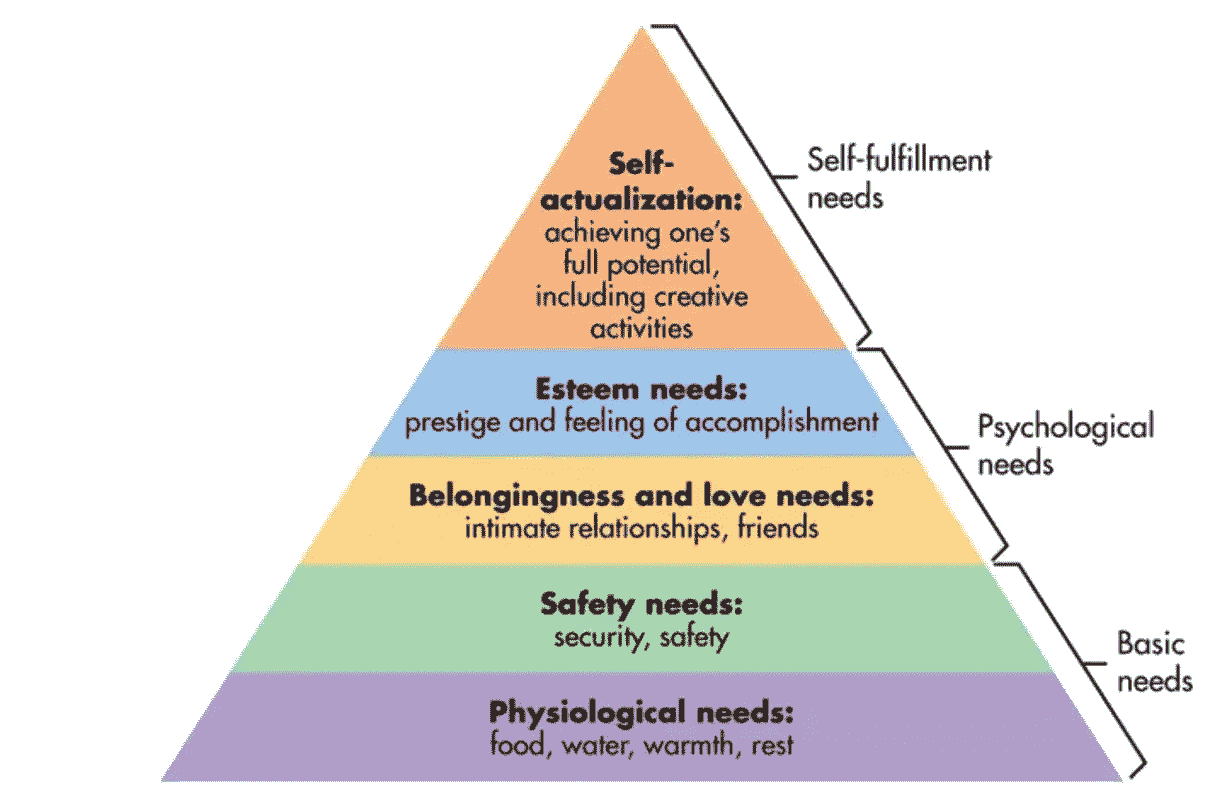 Self-
actualization:
achieving one's
full potential,
including creative
activities
Self-fulfillment
needs
Esteem needs:
prestige and feeling of accomplishment
Psychological
needs
Belongingness and love needs:
intimate relationships, friends
Safety needs:
security, safety
Basic
needs
Physiological needs:
food, water, warmth, rest